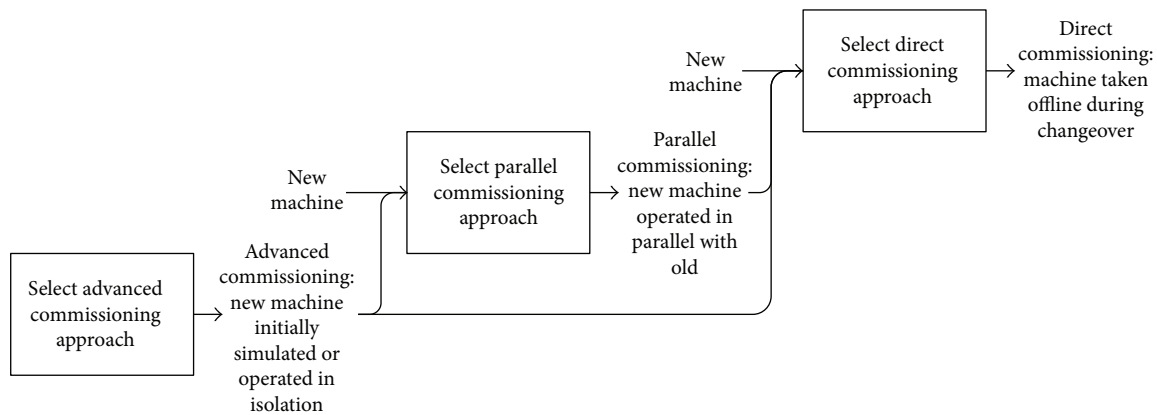 Select advanced
commissioning
approach
Advanced
commissioning:
new machine
initially
simulated or
operated in
isolation
New
machine
Select parallel
commissioning
approach
Parallel
commissioning:
new machine
operated in
parallel with
old
New
machine
Select direct
commissioning
approach
Direct
commissioning:
machine taken
offline during
changeover